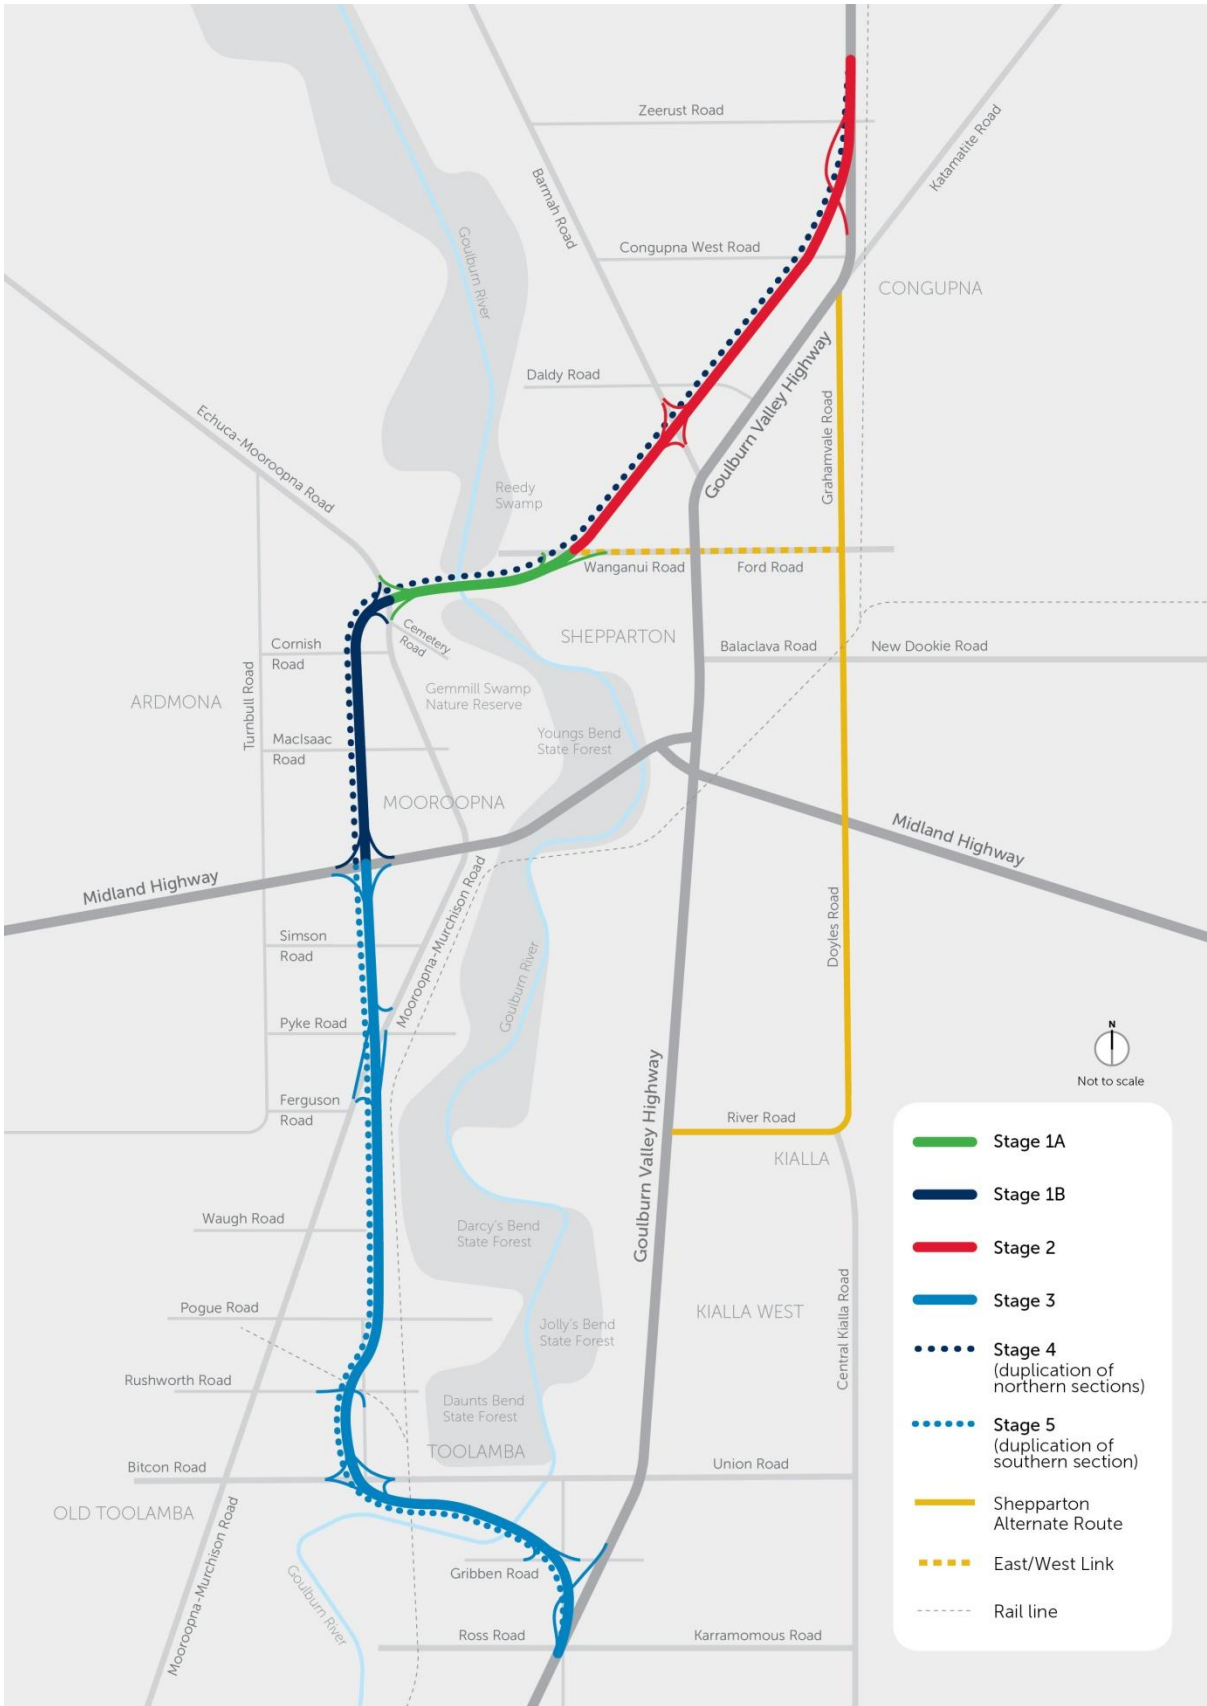 Zeerust Road
Katamatite Road
Barmah Road
Goulburn River
Congupna West Road
CONGUPNA
Goulburn Valley Highway
Daldy Road
Grahamvale Road
Echuca-Mooroopna Road
Reedy
Swamp
Wanganui Road
Ford Road
Cemetery
Road
SHEPPARTON
Cornish
Road
Balaclava Road
New Dookie Road
Turnbull Road
ARDMONA
Gemmill Swamp
Nature Reserve
Youngs Bend
State Forest
MacIsaac
Road
MOOROOPNA
Midland Highway
Midland Highway
Mooroopna-Murchison Road
Doyles Road
Simson
Road
Goulburn River
Pyke Road
N
Not to scale
Ferguson
Road
River Road
KIALLA
Goulburn Valley Highway
Waugh Road
Darcy's Bend
State Forest
Pogue Road
Jolly's Bend
State Forest
KIALLA WEST
Central Kialla Road
Rushworth Road
Daunts Bend
State Forest
TOOLAMBA
Bitcon Road
Union Road
OLD TOOLAMBA
Mooroopna-Murchison Road
Goulburn River
Gribben Road
Ross Road
Karramomous Road
Stage 1A
Stage 1B
Stage 2
Stage 3
Stage 4
(duplication of
northern sections)
Stage 5
(duplication of
southern section)
Shepparton
Alternate Route
East/West Link
Rail line